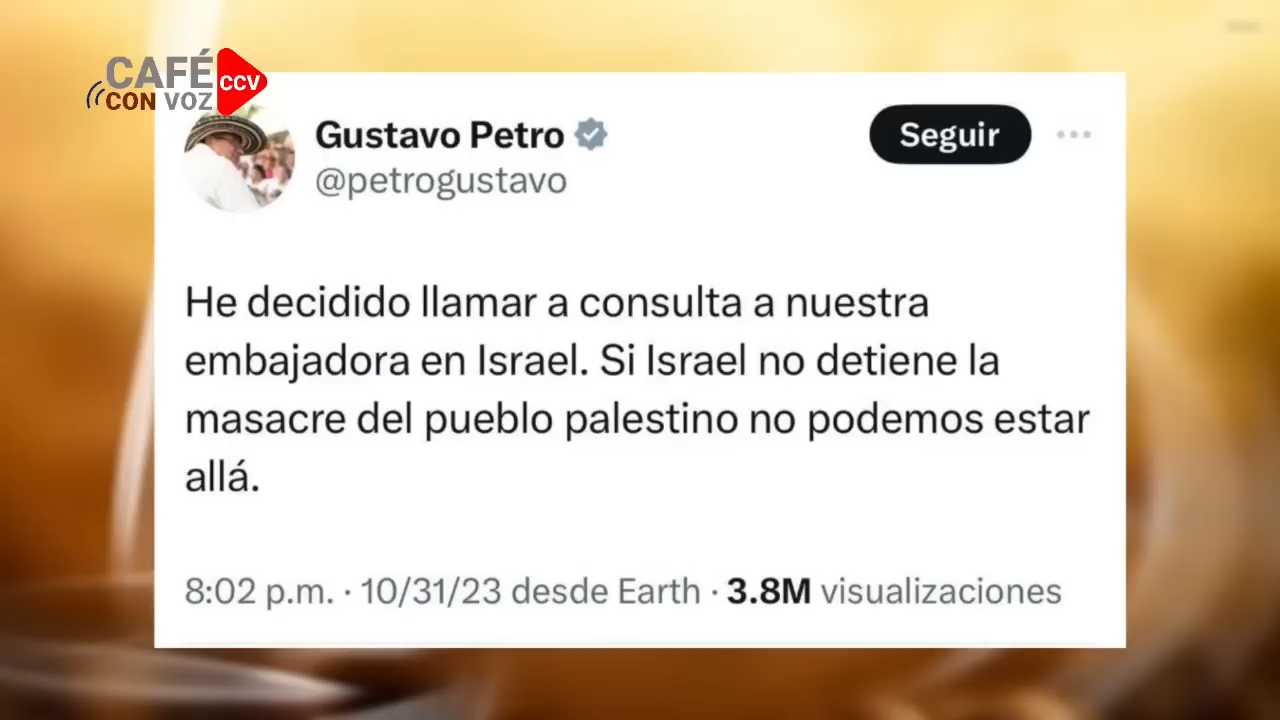 CAFÉ
CON VOZ
CCV
Gustavo Petro
@petrogustavo
Seguir
He decidido llamar a consulta a nuestra
embajadora en Israel. Si Israel no detiene la
masacre del pueblo palestino no podemos estar
allá.
8:02 p.m. · 10/31/23 desde Earth · 3.8M visualizaciones